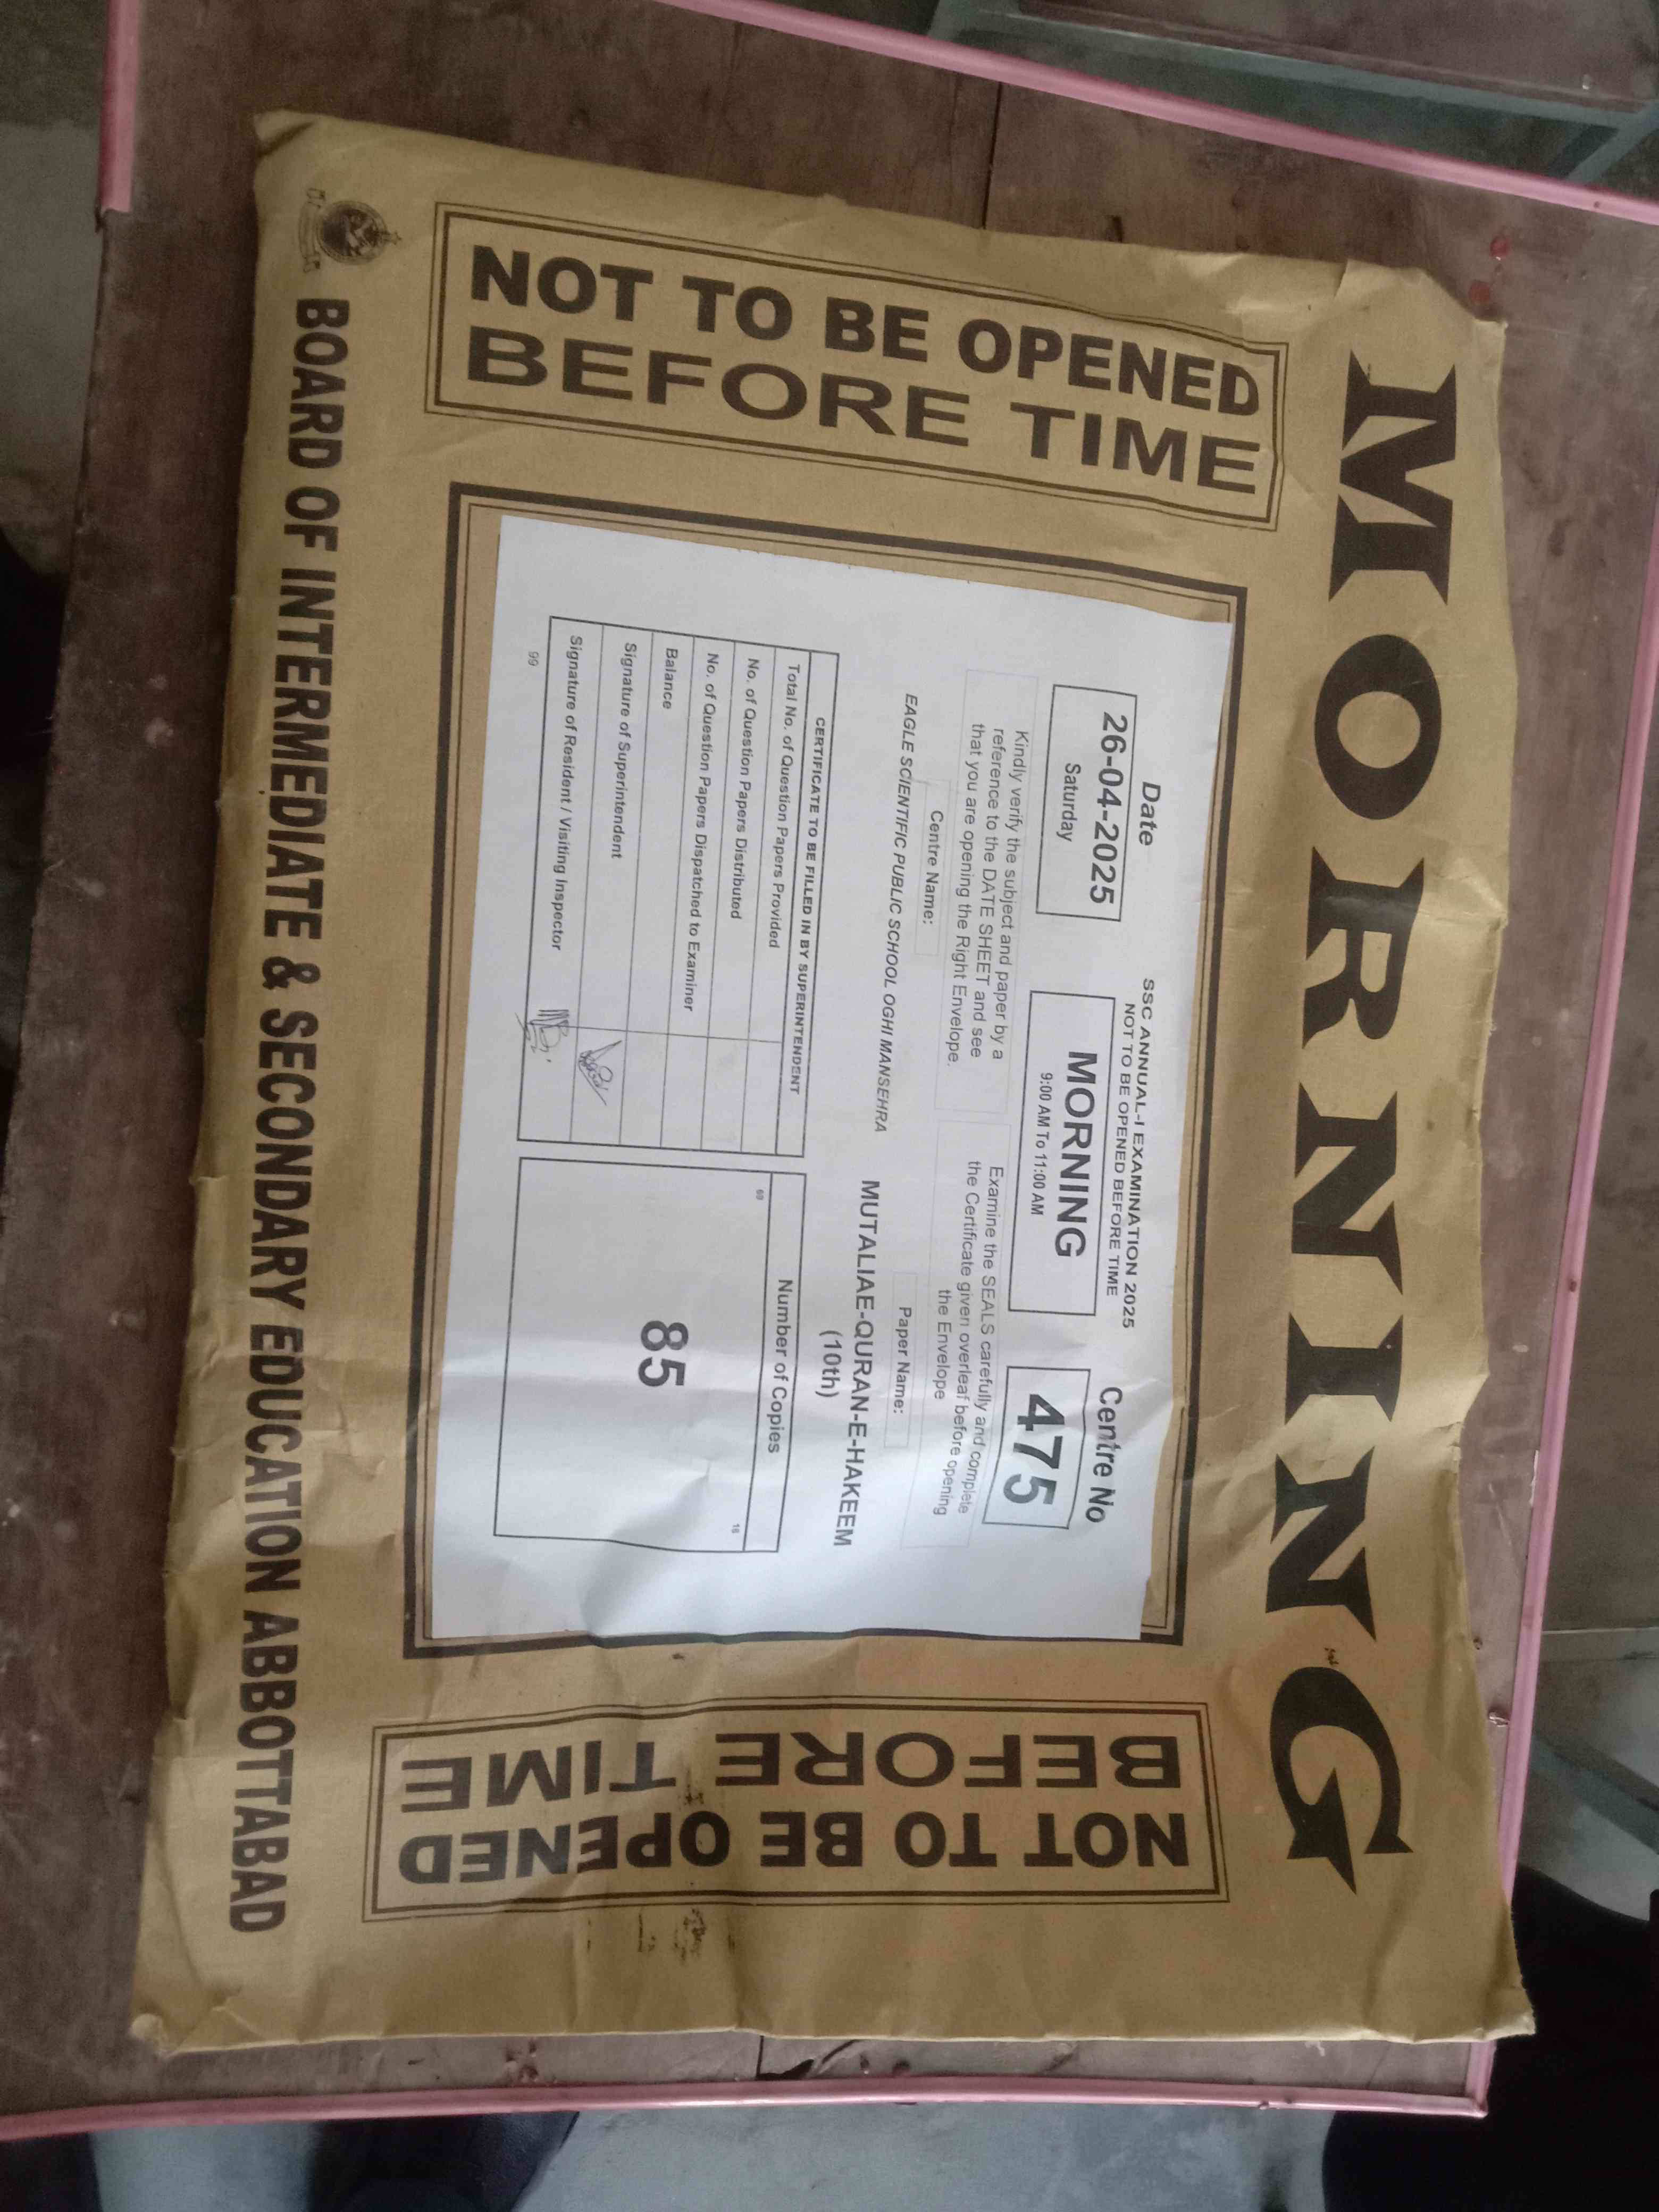 MORNING
NOT TO BE OPENED
BEFORE TIME
Date
26-04-2025
Saturday
SSC ANNUAL-I EXAMINATION 2025
NOT TO BE OPENED BEFORE TIME
MORNING
9:00 AM To 11:00 AM
Centre No
475
Kindly verify the subject and paper by a
reference to the DATE SHEET and see
that you are opening the Right Envelope.
Examine the SEALS carefully and complete
the Certificate given overleaf before opening
the Envelope
Centre Name:
EAGLE SCIENTIFIC PUBLIC SCHOOL OGHI MANSEHRA
Paper Name:
MUTALIAE-QURAN-E-HAKEEM
(10th)
CERTIFICATE TO BE FILLED IN BY SUPERINTENDENT
Total No. of Question Papers Provided
No. of Question Papers Distributed
No. of Question Papers Dispatched to Examiner
Balance
Signature of Superintendent
Signature of Resident / Visiting Inspector
99
Number of Copies
69
16
85
NOT TO BE OPENED
BEFORE TIME
BOARD OF INTERMEDIATE & SECONDARY EDUCATION ABBOTTABAD